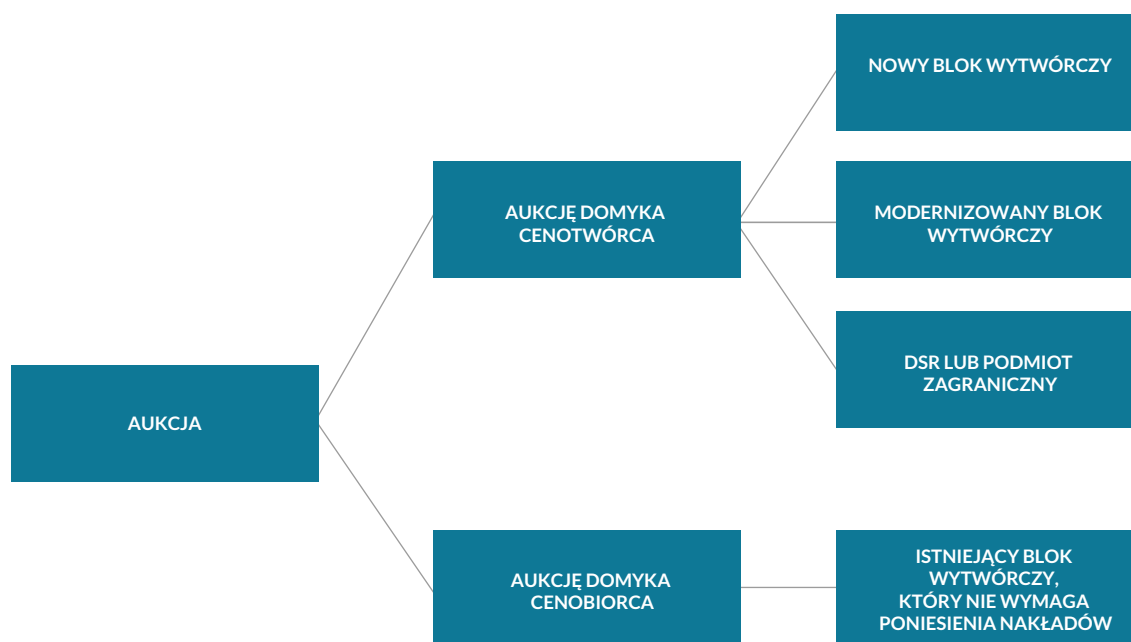 AUKCJA
AUKCJĘ DOMYKA
CENOTWÓRCA
NOWY BLOK WYTWÓRCZY
MODERNIZOWANY BLOK
WYTWÓRCZY
DSR LUB PODMIOT
ZAGRANICZNY
AUKCJĘ DOMYKA
CENOBIORCA
ISTNIEJĄCY BLOK
WYTWÓRCZY,
KTÓRY NIE WYMAGA
PONIESIENIA NAKŁADÓW